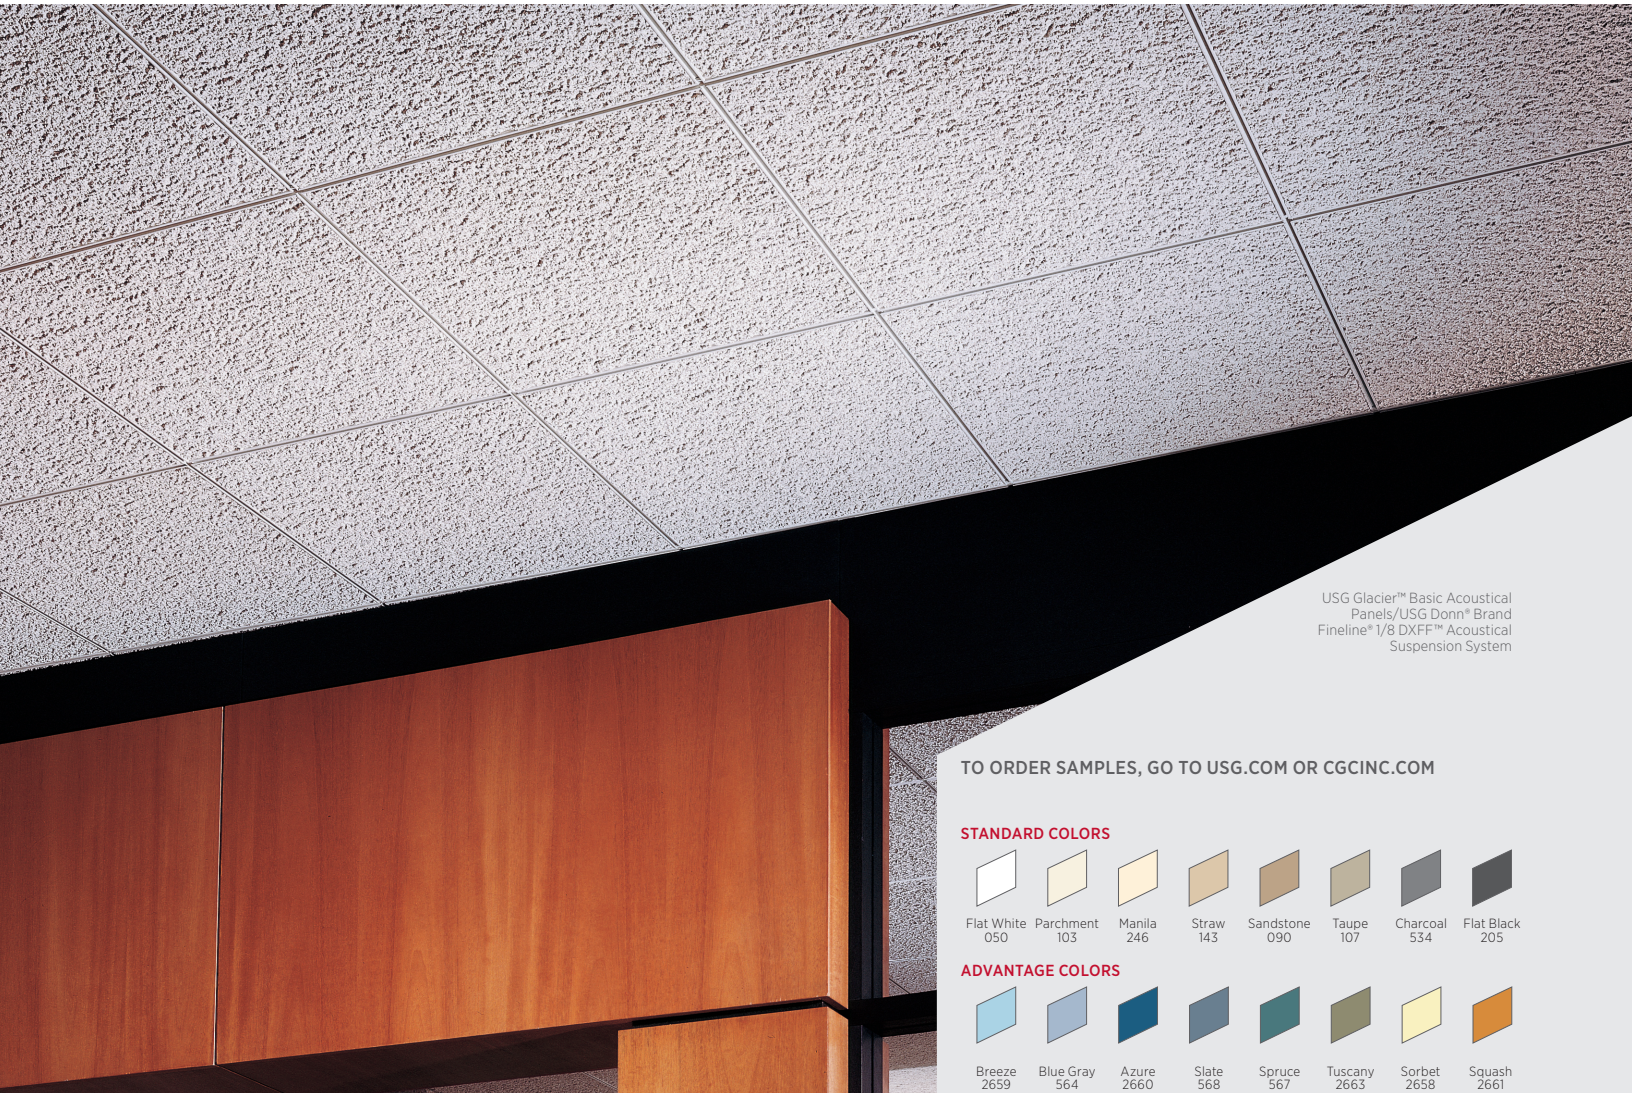 USG Glacier™ Basic Acoustical
Panels/USG Donn® Brand
Fineline® 1/8 DXFF™ Acoustical
Suspension System
TO ORDER SAMPLES, GO TO USG.COM OR CGCINC.COM
STANDARD COLORS
Flat White Parchment Manila Straw Sandstone Taupe Charcoal Flat Black
050 103 246 143 090 107 534 205
ADVANTAGE COLORS
Breeze Blue Gray Azure Slate Spruce Tuscany Sorbet Squash
2659 564 2660 568 567 2663 2658 2661